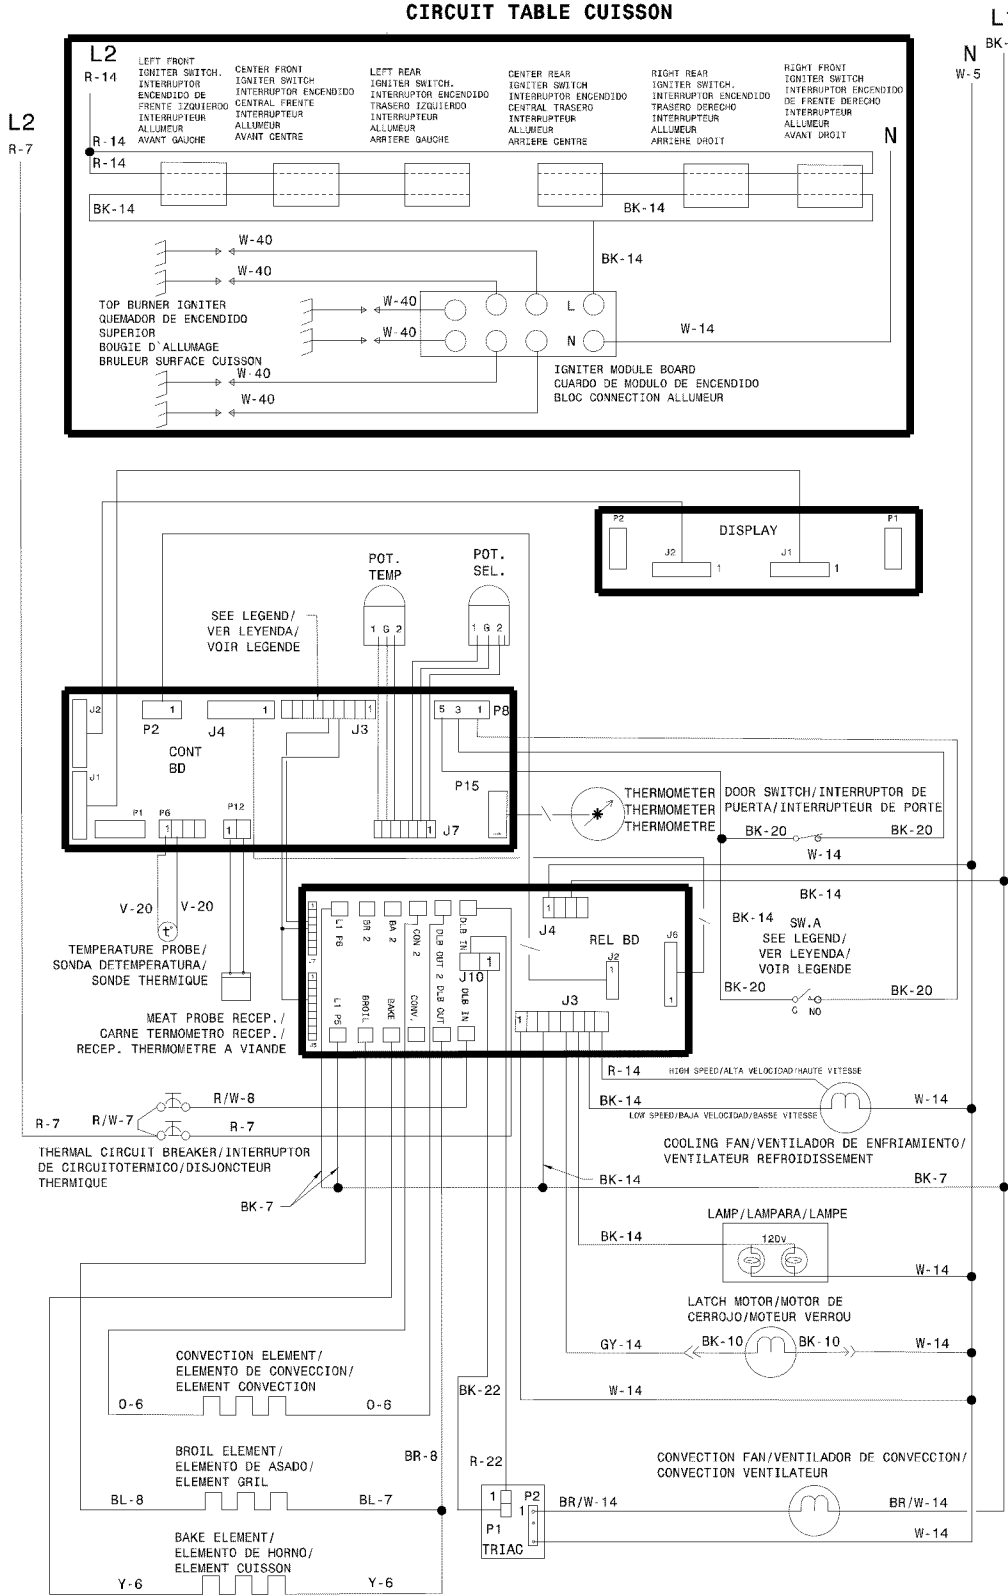 CIRCUIT TABLE CUISSON
L2
R-14
LEFT FRONT
IGNITER SWITCH.
INTERRUPTOR
ENCENDIDO DE
FRENTE IZQUIERDO
INTERRUPTEUR
ALLUMEUR
AVANT GAUCHE
CENTER FRONT
IGNITER SWITCH
INTERRUPTOR ENCENDIDO
CENTRAL FRENTE
INTERRUPTEUR
ALLUMEUR
AVANT CENTRE
LEFT REAR
IGNITER SWITCH.
INTERRUPTOR ENCENDIDO
TRASERO IZQUIERDO
INTERRUPTEUR
ALLUMEUR
ARRIERE GAUCHE
CENTER REAR
IGNITER SWITCH
INTERRUPTOR ENCENDIDO
CENTRAL TRASERO
INTERRUPTEUR
ALLUMEUR
ARRIERE CENTRE
RIGHT REAR
IGNITER SWITCH.
INTERRUPTOR ENCENDIDO
TRASERO DERECHO
INTERRUPTEUR
ALLUMEUR
ARRIERE DROIT
RIGHT FRONT
IGNITER SWITCH
INTERRUPTOR ENCENDIDO
DE FRENTE DERECHO
INTERRUPTEUR
ALLUMEUR
AVANT DROIT
N
N
W-5
BK-
L2
R-7
R-14
R-14
BK-14
BK-14
BK-14
W-40
W-40
W-40
W-40
W-40
W-40
L
N
W-14
TOP BURNER IGNITER
QUEMADOR DE ENCENDIDO
SUPERIOR
BOUGIE D`ALLUMAGE
BRULEUR SURFACE CUISSON
IGNITER MODULE BOARD
CUARDO DE MODULO DE ENCENDIDO
BLOC CONNECTION ALLUMEUR
P2
DISPLAY
P1
J2
1
J1
1
POT.
TEMP
1 G 2
POT.
SEL.
1 G 2
SEE LEGEND/
VER LEYENDA/
VOIR LEGENDE
J2
J1
1
P2
1
J4
1
J3
5 3 1
P8
CONT
BD
P1
P6
1
P12
1
1
J7
P15
THERMOMETER
THERMOMETER
THERMOMETRE
DOOR SWITCH/INTERRUPTOR DE
PUERTA/INTERRUPTEUR DE PORTE
BK-20
BK-20
W-14
BK-14
BK-14
SW.A
SEE LEGEND/
VER LEYENDA/
VOIR LEGENDE
BK-20
C NO
BK-20
V-20
V-20
t°
TEMPERATURE PROBE/
SONDA DETEMPERATURA/
SONDE THERMIQUE
MEAT PROBE RECEP./
CARNE TERMOMETRO RECEP./
RECEP. THERMOMETRE A VIANDE
L1 P6
BR 2
BA 2
CON 2
DLB OUT 2
DLB IN
1
J10
L1 P5
BROIL
BAKE
CONV.
DLB OUT
DLB IN
1
J4
REL BD
J2
1
J6
1
J3
1
R-14
HIGH SPEED/ALTA VELOCIDAD/HAUTE VITESSE
BK-14
LOW SPEED/BAJA VELOCIDAD/BASSE VITESSE
W-14
COOLING FAN/VENTILADOR DE ENFRIAMIENTO/
VENTILATEUR REFROIDISSEMENT
R/W-8
R-7
R/W-7
R-7
THERMAL CIRCUIT BREAKER/INTERRUPTOR
DE CIRCUITOTERMICO/DISJONCTEUR
THERMIQUE
BK-7
BK-14
BK-7
LAMP/LAMPARA/LAMPE
BK-14
120v
W-14
LATCH MOTOR/MOTOR DE
CERROJO/MOTEUR VERROU
GY-14
BK-10
BK-10
W-14
W-14
CONVECTION ELEMENT/
ELEMENTO DE CONVECCION/
ELEMENT CONVECTION
O-6
O-6
BK-22
BR-8
R-22
BROIL ELEMENT/
ELEMENTO DE ASADO/
ELEMENT GRIL
BL-8
BL-7
CONVECTION FAN/VENTILADOR DE CONVECCION/
CONVECTION VENTILATEUR
1
P2
1
P1
TRIAC
BR/W-14
BR/W-14
W-14
BAKE ELEMENT/
ELEMENTO DE HORNO/
ELEMENT CUISSON
Y-6
Y-6